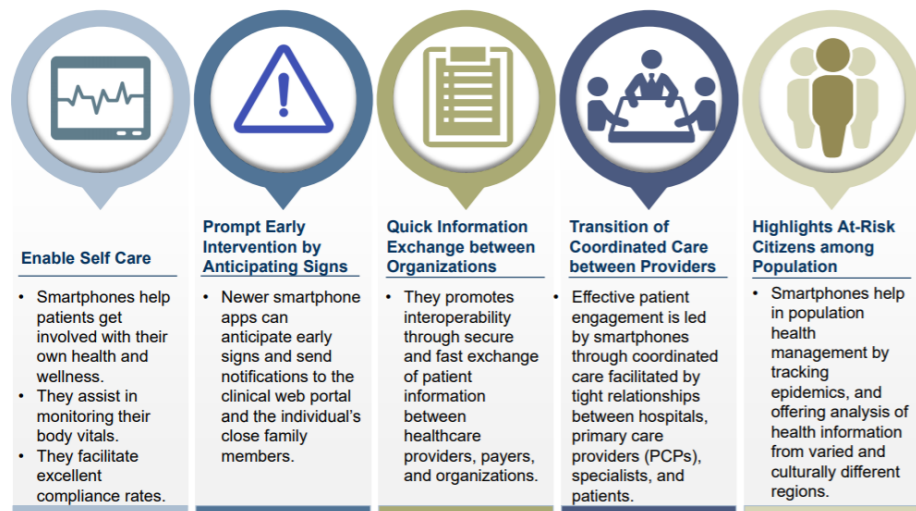 Enable Self Care
• Smartphones help
patients get
involved with their
own health and
wellness.
• They assist in
monitoring their
body vitals.
• They facilitate
excellent
compliance rates.
Prompt Early
Intervention by
Anticipating Signs
• Newer smartphone
apps can
anticipate early
signs and send
notifications to the
clinical web portal
and the individual's
close family
members.
Quick Information
Exchange between
Organizations
• They promotes
interoperability
through secure
and fast exchange
of patient
information
between
healthcare
providers, payers,
and organizations.
Transition of
Coordinated Care
between Providers
• Effective patient
engagement is led
by smartphones
through coordinated
care facilitated by
tight relationships
between hospitals,
primary care
providers (PCPs),
specialists, and
patients.
Highlights At-Risk
Citizens among
Population
• Smartphones help
in population
health
management by
tracking
epidemics, and
offering analysis of
health information
from varied and
culturally different
regions.